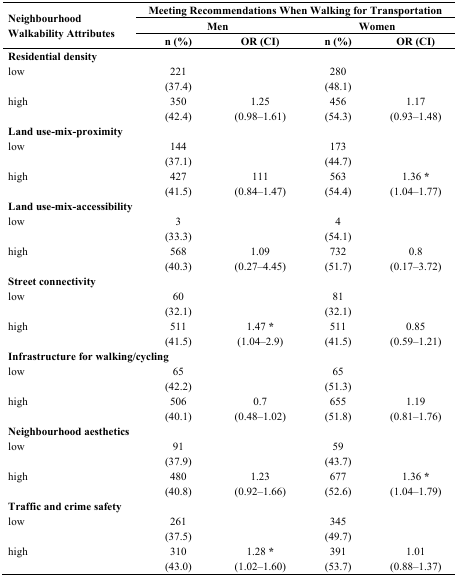 Meeting Recommendations When Walking for Transportation
Neighbourhood
Walkability Attributes
Men Women
n (%) OR (CI) n (%) OR (CI)
Residential density
low 221 280
(37.4) (48.1)
high 350 1.25 456 1.17
(42.4) (0.98–1.61) (54.3) (0.93–1.48)
Land use-mix-proximity
low 144 173
(37.1) (44.7)
high 427 111 563 1.36 *
(41.5) (0.84–1.47) (54.4) (1.04–1.77)
Land use-mix-accessibility
low 3 4
(33.3) (54.1)
high 568 1.09 732 0.8
(40.3) (0.27–4.45) (51.7) (0.17–3.72)
Street connectivity
low 60 81
(32.1) (32.1)
high 511 1.47 * 511 0.85
(41.5) (1.04–2.9) (41.5) (0.59–1.21)
Infrastructure for walking/cycling
low 65 65
(42.2) (51.3)
high 506 0.7 655 1.19
(40.1) (0.48–1.02) (51.8) (0.81–1.76)
Neighbourhood aesthetics
low 91 59
(37.9) (43.7)
high 480 1.23 677 1.36 *
(40.8) (0.92–1.66) (52.6) (1.04–1.79)
Traffic and crime safety
low 261 345
(37.5) (49.7)
high 310 1.28 * 391 1.01
(43.0) (1.02–1.60) (53.7) (0.88–1.37)